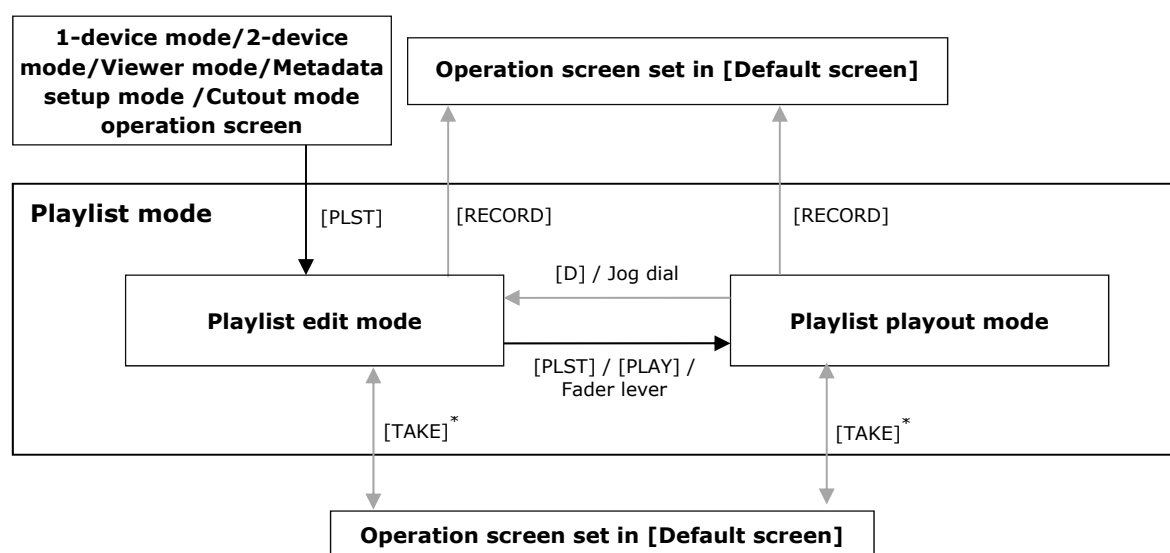 1-device mode/2-device
mode/Viewer mode/Metadata
setup mode /Cutout mode
operation screen
Operation screen set in [Default screen]
Playlist mode
[PLST]
[RECORD]
[RECORD]
[D] / Jog dial
Playlist edit mode
Playlist playout mode
[PLST] / [PLAY] /
Fader lever
[TAKE]*
[TAKE]*
Operation screen set in [Default screen]